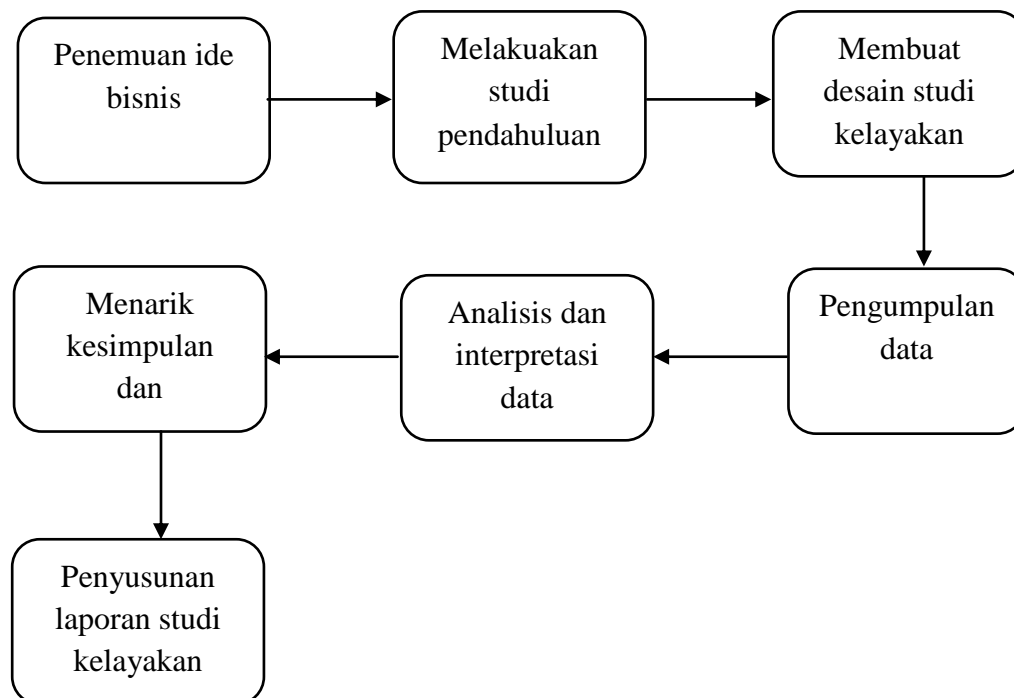 Penemuan ide
bisnis
Melakuakan
studi
pendahuluan
Membuat
desain studi
kelayakan
Pengumpulan
data
Analisis dan
interpretasi
data
Menarik
kesimpulan
dan
Penyusunan
laporan studi
kelayakan